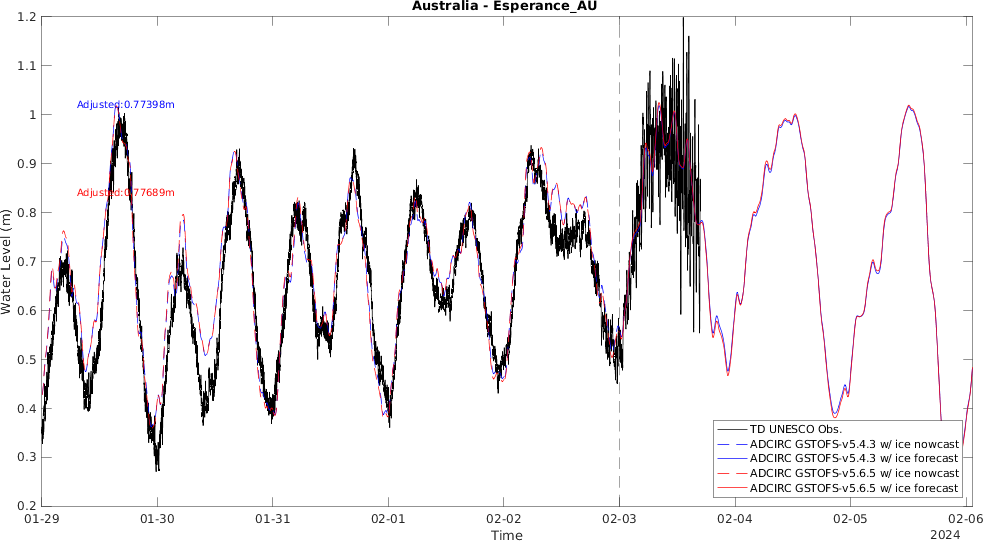 Australia - Esperance_AU
Water Level (m)
1.2
1.1
1
0.9
0.8
0.7
0.6
0.5
0.4
0.3
0.2
Adjusted:0.77398m
Adjusted:0.77689m
TD UNESCO Obs.
ADCIRC GSTOFS-v5.4.3 w/ ice nowcast
ADCIRC GSTOFS-v5.4.3 w/ ice forecast
ADCIRC GSTOFS-v5.6.5 w/ ice nowcast
ADCIRC GSTOFS-v5.6.5 w/ ice forecast
01-29 01-30 01-31 02-01 02-02 02-03 02-04 02-05 02-06
Time
2024